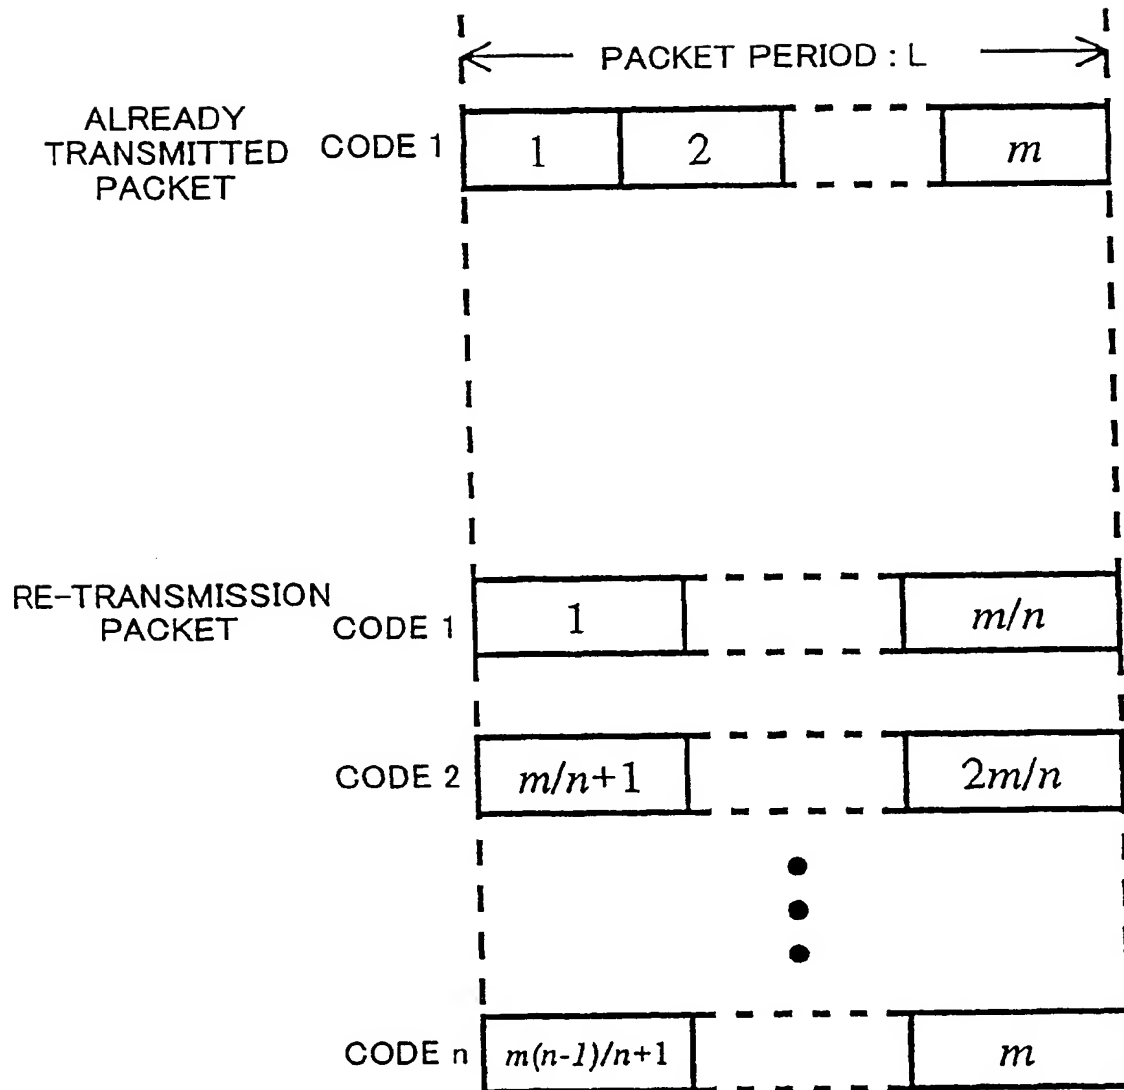 PACKET PERIOD : L
ALREADY
TRANSMITTED
PACKET
CODE 1
1
2
m
RE-TRANSMISSION
PACKET
CODE 1
1
m/n
CODE 2
m/n+1
2m/n
CODE n
m(n-1)/n+1
m